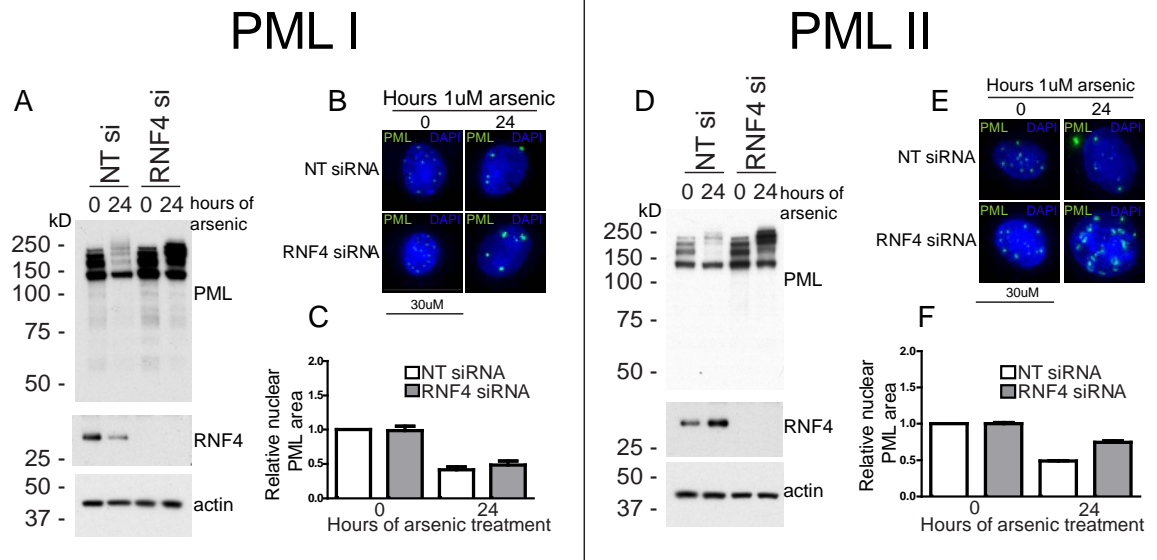 PML I
A
NT si
RNF4 si
0 24 0 24 hours of
arsenic
kD
250 -
150 -
100 -
75 -
50 -
PML
25 -
RNF4
50 -
37 -
actin
B
Hours 1uM arsenic
0 24
PML DAPI PML DAPI
NT siRNA
PML DAPI PML DAPI
RNF4 siRNA
30uM
C
2.0
1.5
1.0
0.5
0.0
Relative nuclear
PML area
NT siRNA
RNF4 siRNA
0 24
Hours of arsenic treatment
PML II
D
NT si
RNF4 si
0 24 0 24 hours of
arsenic
kD
250 -
150 -
100 -
75 -
50 -
PML
25 -
RNF4
50 -
37 -
actin
E
Hours 1uM arsenic
0 24
PML DAPI PML DAPI
NT siRNA
PML DAPI PML DAPI
RNF4 siRNA
30uM
F
2.0
1.5
1.0
0.5
0.0
Relative nuclear
PML area
NT siRNA
RNF4 siRNA
0 24
Hours of arsenic treatment